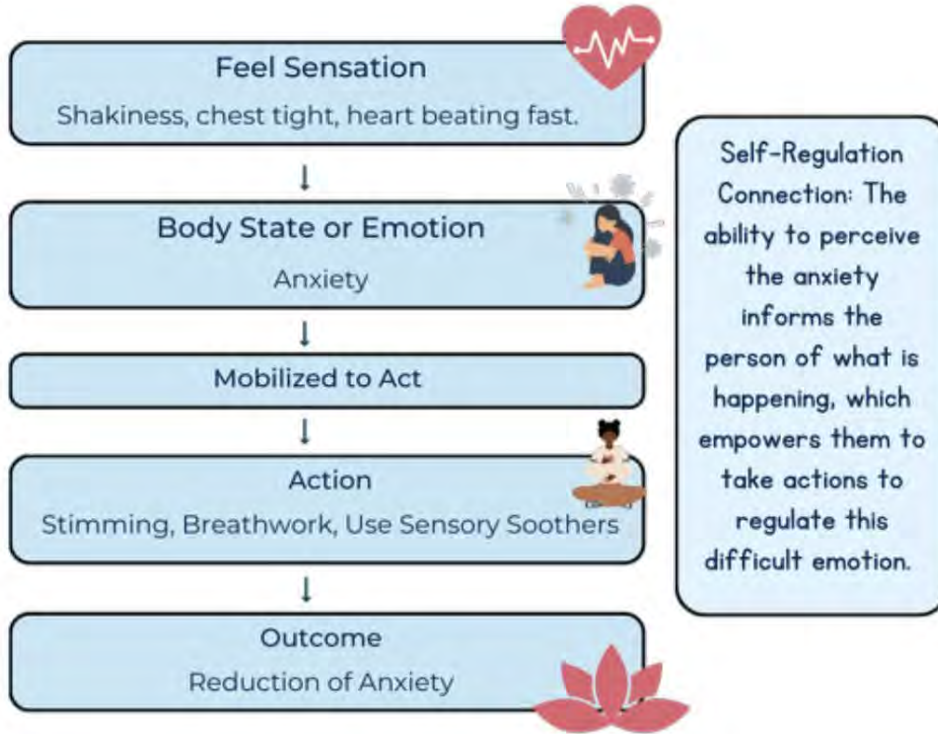 Feel Sensation
Shakiness, chest tight, heart beating fast.
Body State or Emotion
Anxiety
Mobilized to Act
Action
Stimming, Breathwork, Use Sensory Soothers
Outcome
Reduction of Anxiety
Self-Regulation
Connection: The
ability to perceive
the anxiety
informs the
person of what is
happening, which
empowers them to
take actions to
regulate this
difficult emotion.